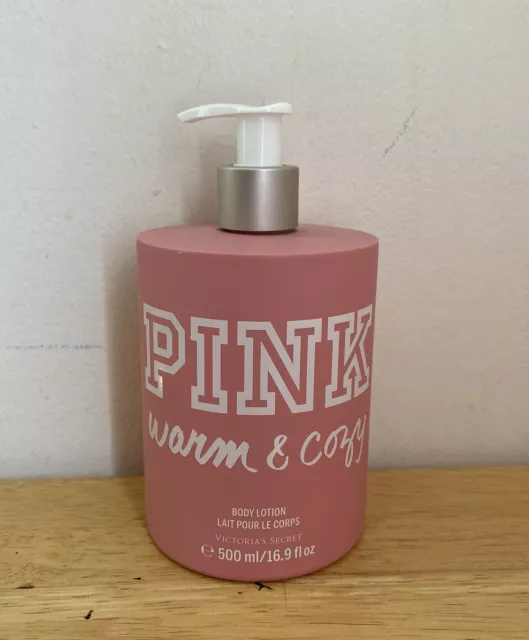 PINK
warm & cozy
BODY LOTION
LAIT POUR LE CORPS
VICTORIA'S SECRET
℮ 500 ml/16.9 fl oz